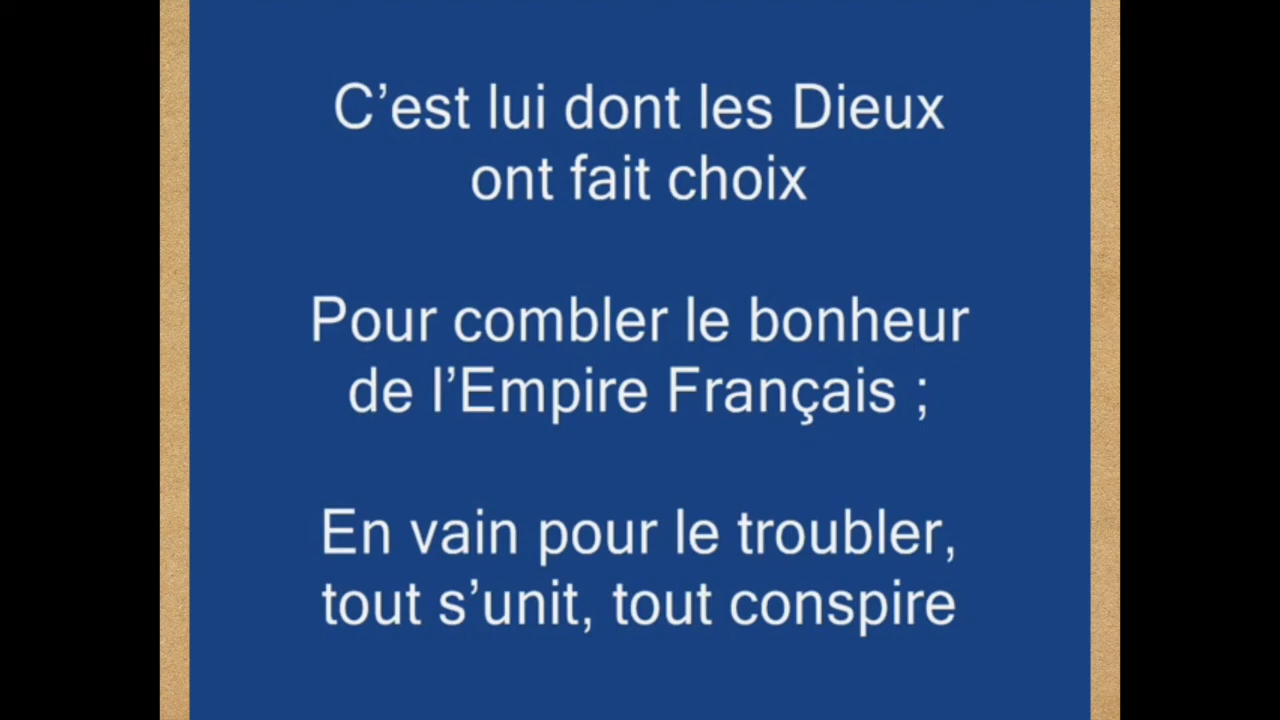 C’est lui dont les Dieux
ont fait choix
Pour combler le bonheur
de l’Empire Français ;
En vain pour le troubler,
tout s’unit, tout conspire